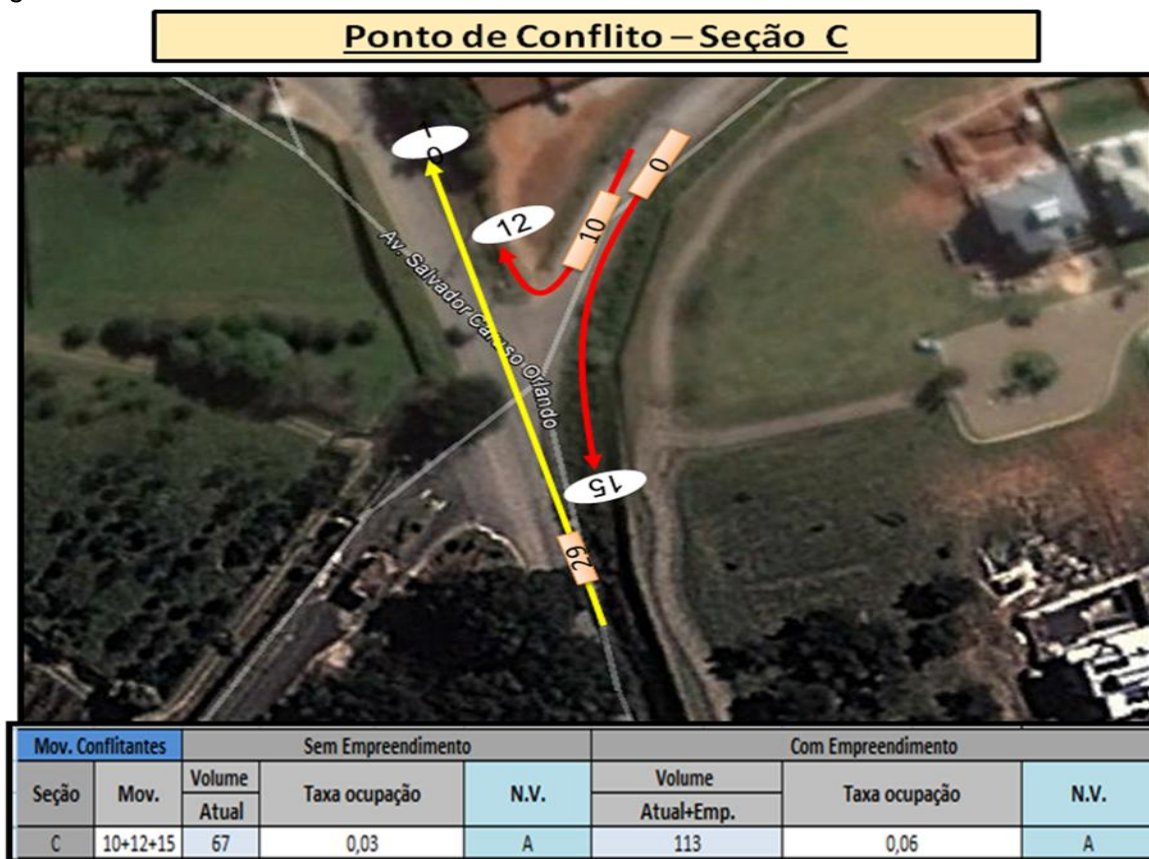 Ponto de Conflito – Seção C
10
0
12
10
Av. Salvador Caruso Orlando
15
29
Mov. Conflitantes Sem Empreendimento Com Empreendimento
Seção Mov. Volume Atual Taxa ocupação N.V. Volume Atual+Emp. Taxa ocupação N.V.
C 10+12+15 67 0,03 A 113 0,06 A